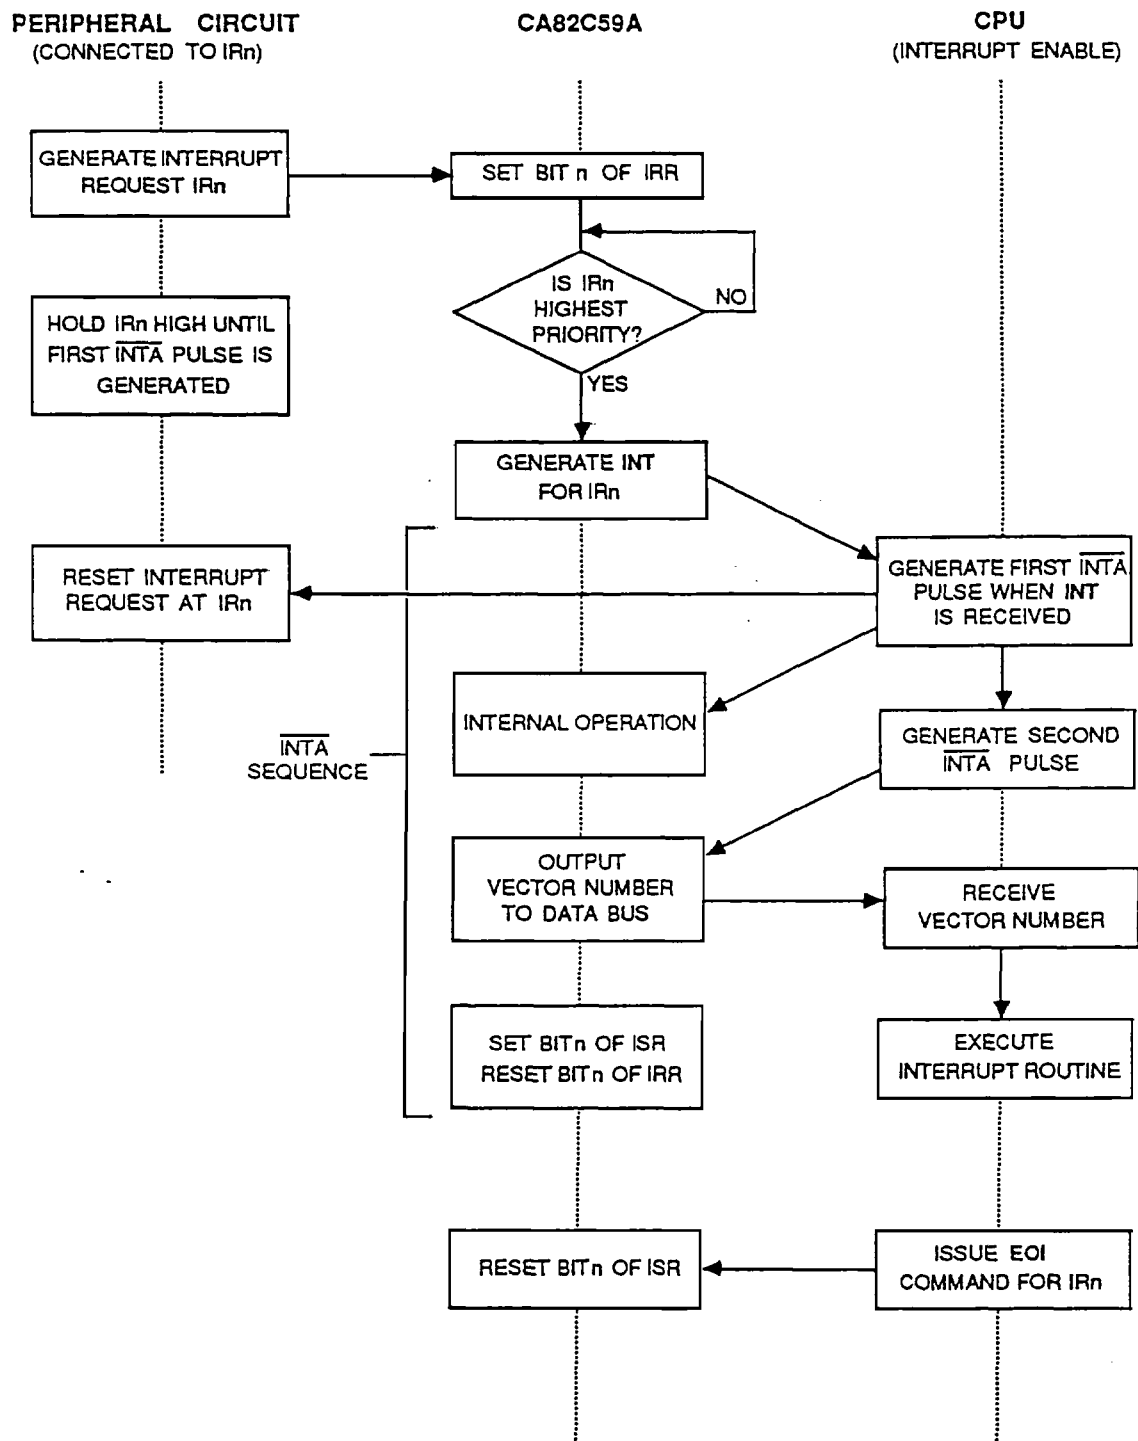 PERIPHERAL CIRCUIT
(CONNECTED TO IRn)
CA82C59A
CPU
(INTERRUPT ENABLE)
GENERATE INTERRUPT
REQUEST IRn
SET BIT n OF IRR
IS IRn
HIGHEST
PRIORITY?
NO
YES
HOLD IRn HIGH UNTIL
FIRST INTA PULSE IS
GENERATED
GENERATE INT
FOR IRn
GENERATE FIRST INTA
PULSE WHEN INT
IS RECEIVED
RESET INTERRUPT
REQUEST AT IRn
INTERNAL OPERATION
GENERATE SECOND
INTA PULSE
INTA
SEQUENCE
OUTPUT
VECTOR NUMBER
TO DATA BUS
RECEIVE
VECTOR NUMBER
SET BITn OF ISR
RESET BITn OF IRR
EXECUTE
INTERRUPT ROUTINE
RESET BITn OF ISR
ISSUE EOI
COMMAND FOR IRn